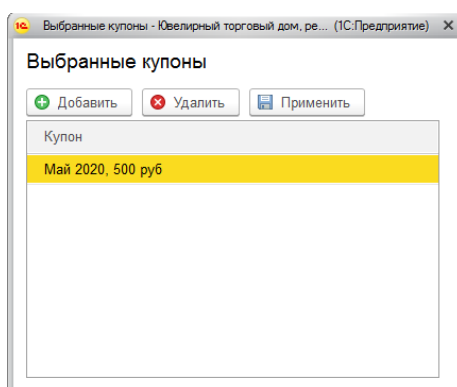 1С Выбранные купоны - Ювелирный торговый дом, ре... (1С:Предприятие)
Выбранные купоны
Добавить Удалить Применить
Купон
Май 2020, 500 руб